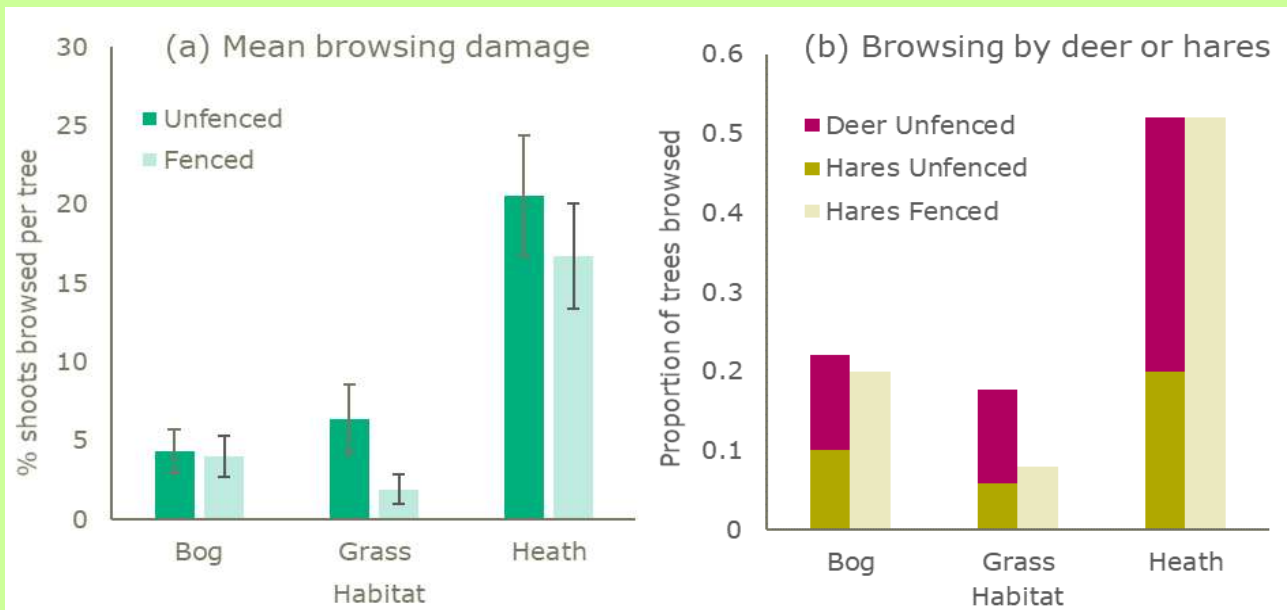 (a) Mean browsing damage
% shoots browsed per tree
30
25
20
15
10
5
0
Unfenced
Fenced
Bog
Grass
Heath
Habitat
(b) Browsing by deer or hares
Proportion of trees browsed
0.6
0.5
0.4
0.3
0.2
0.1
0
Deer Unfenced
Hares Unfenced
Hares Fenced
Bog
Grass
Heath
Habitat